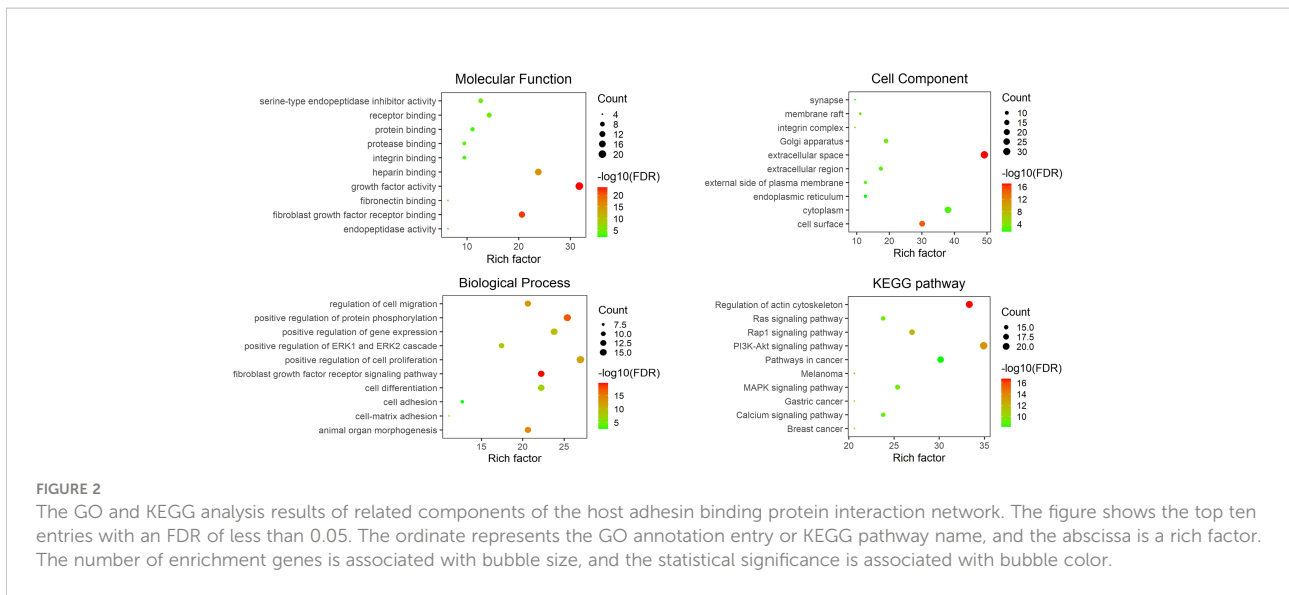 Molecular Function
serine-type endopeptidase inhibitor activity
receptor binding
protein binding
protease binding
integrin binding
heparin binding
growth factor activity
fibronectin binding
fibroblast growth factor receptor binding
endopeptidase activity
10 20 30
Rich factor
Count
4
8
12
16
20
-log10(FDR)
20
15
10
5
Cell Component
synapse
membrane raft
integrin complex
Golgi apparatus
extracellular space
extracellular region
external side of plasma membrane
endoplasmic reticulum
cytoplasm
cell surface
10 20 30 40 50
Rich factor
Count
10
15
20
25
30
-log10(FDR)
16
12
8
4
Biological Process
regulation of cell migration
positive regulation of protein phosphorylation
positive regulation of gene expression
positive regulation of ERK1 and ERK2 cascade
positive regulation of cell proliferation
fibroblast growth factor receptor signaling pathway
cell differentiation
cell adhesion
cell-matrix adhesion
animal organ morphogenesis
15 20 25
Rich factor
Count
7.5
10.0
12.5
15.0
-log10(FDR)
15
10
5
KEGG pathway
Regulation of actin cytoskeleton
Ras signaling pathway
Rap1 signaling pathway
PI3K-Akt signaling pathway
Pathways in cancer
Melanoma
MAPK signaling pathway
Gastric cancer
Calcium signaling pathway
Breast cancer
20 25 30 35
Rich factor
Count
15.0
17.5
20.0
-log10(FDR)
16
14
12
10
FIGURE 2
The GO and KEGG analysis results of related components of the host adhesin binding protein interaction network. The figure shows the top ten
entries with an FDR of less than 0.05. The ordinate represents the GO annotation entry or KEGG pathway name, and the abscissa is a rich factor.
The number of enrichment genes is associated with bubble size, and the statistical significance is associated with bubble color.